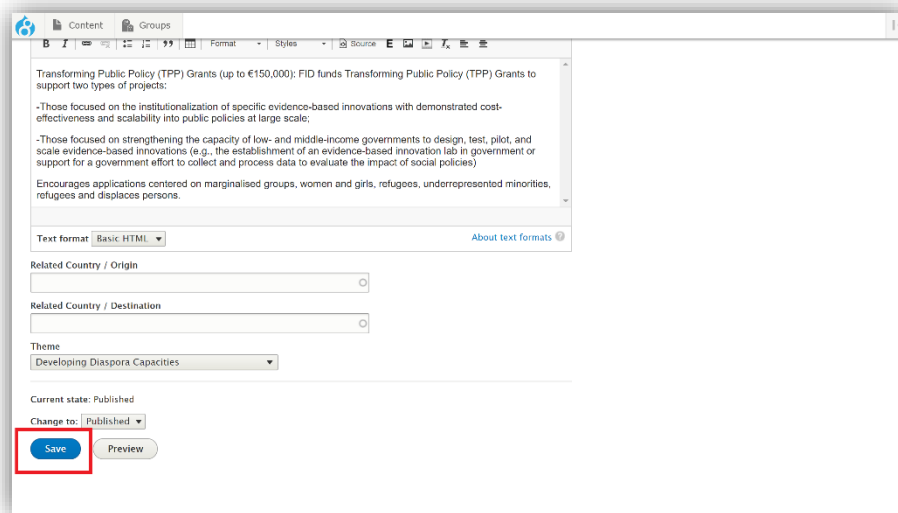 Content Groups
B I Format Styles Source E
Transforming Public Policy (TPP) Grants (up to €150,000): FID funds Transforming Public Policy (TPP) Grants to
support two types of projects:
-Those focused on the institutionalization of specific evidence-based innovations with demonstrated cost-
effectiveness and scalability into public policies at large scale;
-Those focused on strengthening the capacity of low- and middle-income governments to design, test, pilot, and
scale evidence-based innovations (e.g., the establishment of an evidence-based innovation lab in government or
support for a government effort to collect and process data to evaluate the impact of social policies)
Encourages applications centered on marginalised groups, women and girls, refugees, underrepresented minorities,
refugees and displaces persons.
Text format Basic HTML About text formats ?
Related Country / Origin
Related Country / Destination
Theme
Developing Diaspora Capacities
Current state: Published
Change to: Published
Save Preview